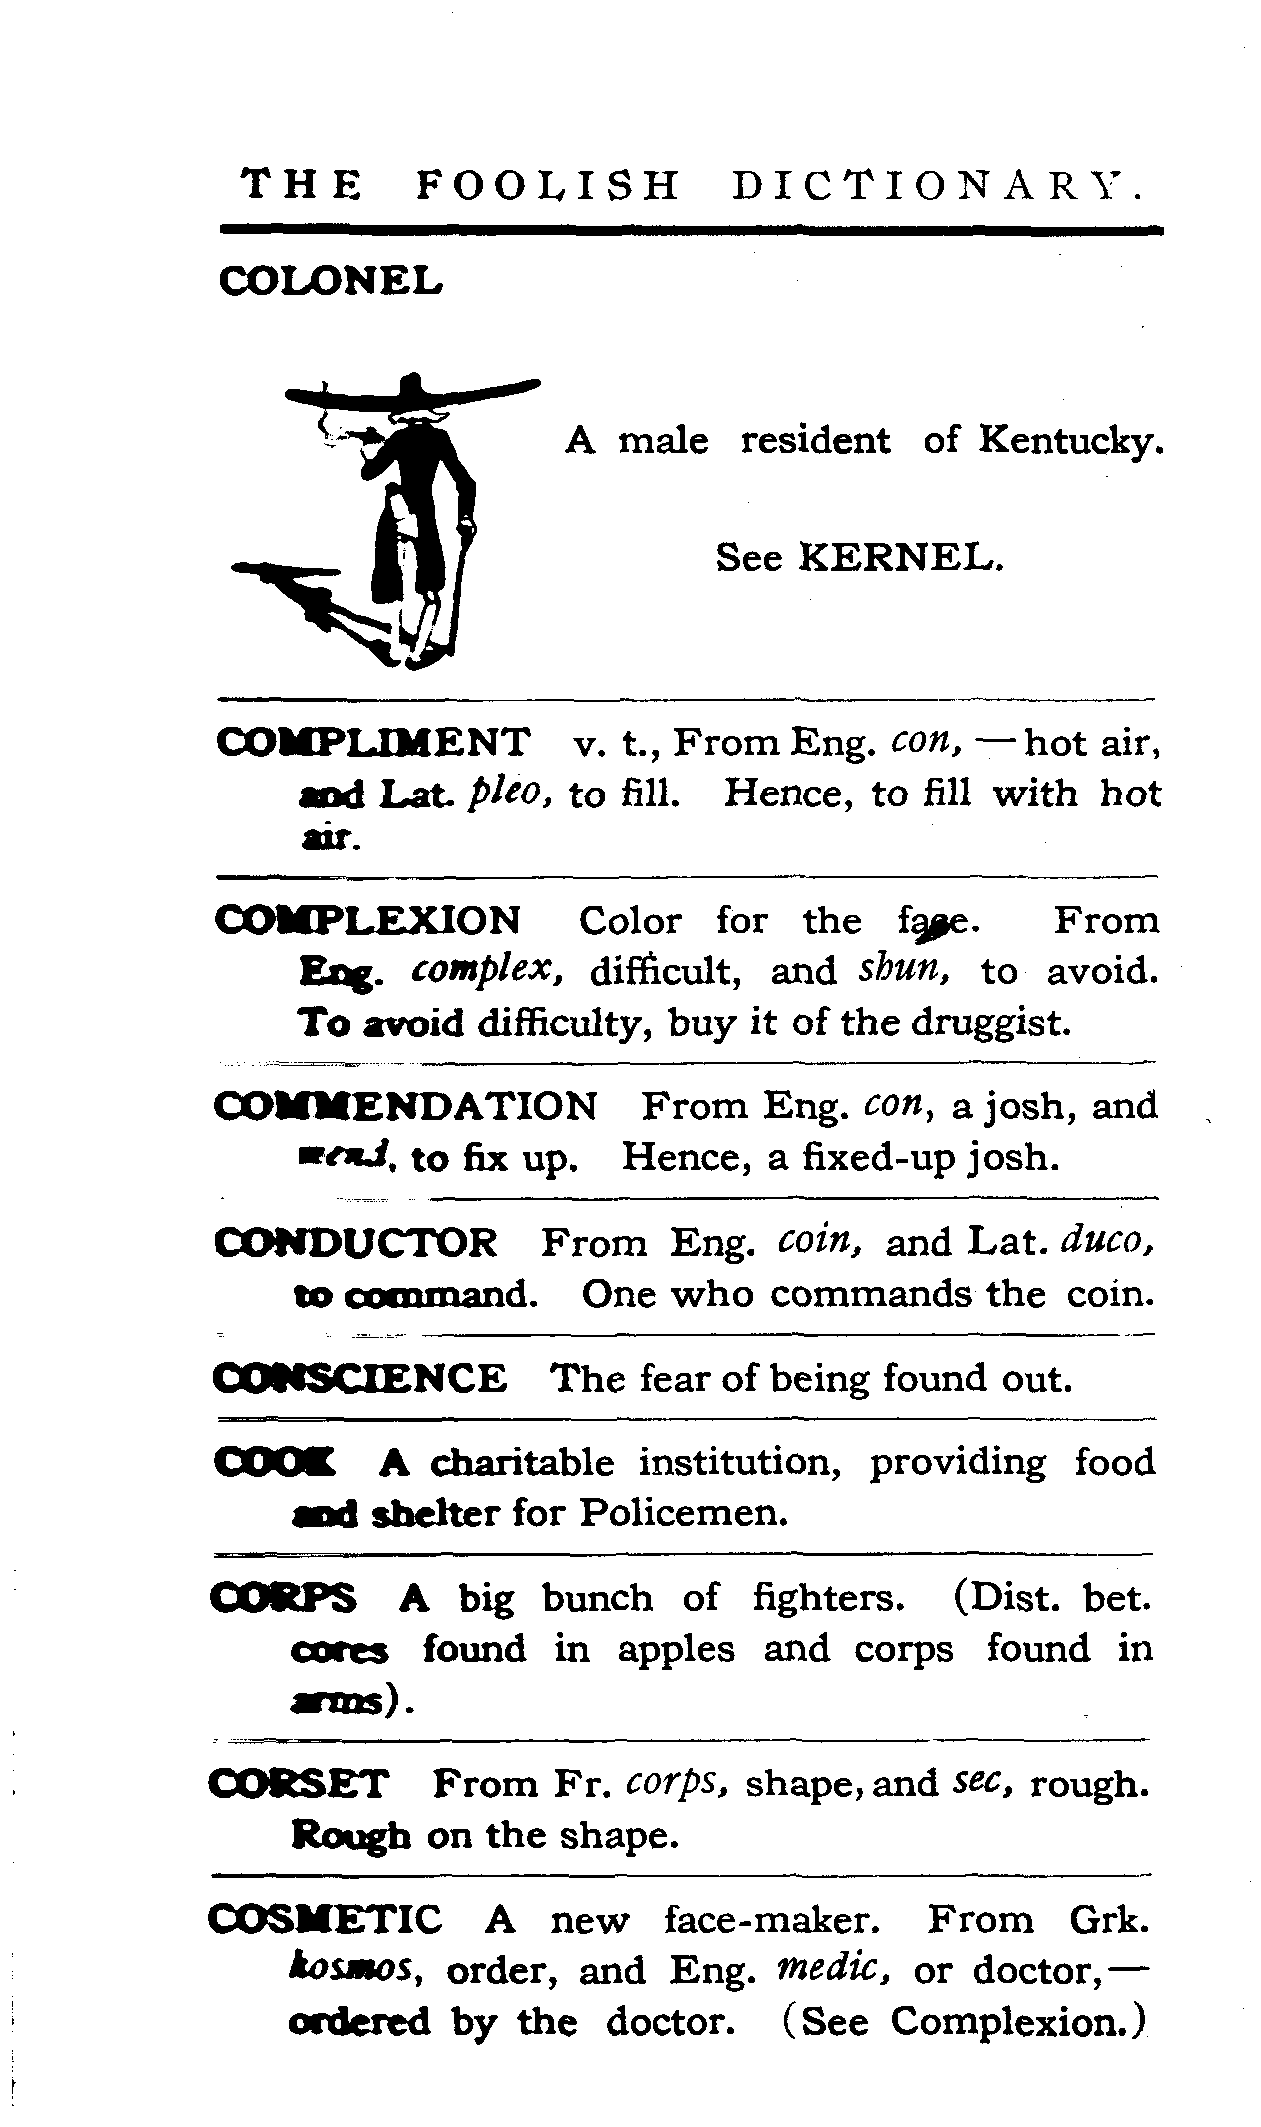 THE FOOLISH DICTIONARY.
COLONEL
A male resident of Kentucky.
See KERNEL.
COMPLIMENT v. t., From Eng. con, — hot air,
and Lat. pleo, to fill. Hence, to fill with hot
air.
COMPLEXION Color for the face. From
Eng. complex, difficult, and shun, to avoid.
To avoid difficulty, buy it of the druggist.
COMMENDATION From Eng. con, a josh, and
mend, to fix up. Hence, a fixed-up josh.
CONDUCTOR From Eng. coin, and Lat. duco,
to command. One who commands the coin.
CONSCIENCE The fear of being found out.
COOK A charitable institution, providing food
and shelter for Policemen.
CORPS A big bunch of fighters. (Dist. bet.
cores found in apples and corps found in
arms).
CORSET From Fr. corps, shape, and sec, rough.
Rough on the shape.
COSMETIC A new face-maker. From Grk.
kosmos, order, and Eng. medic, or doctor,—
ordered by the doctor. (See Complexion.)